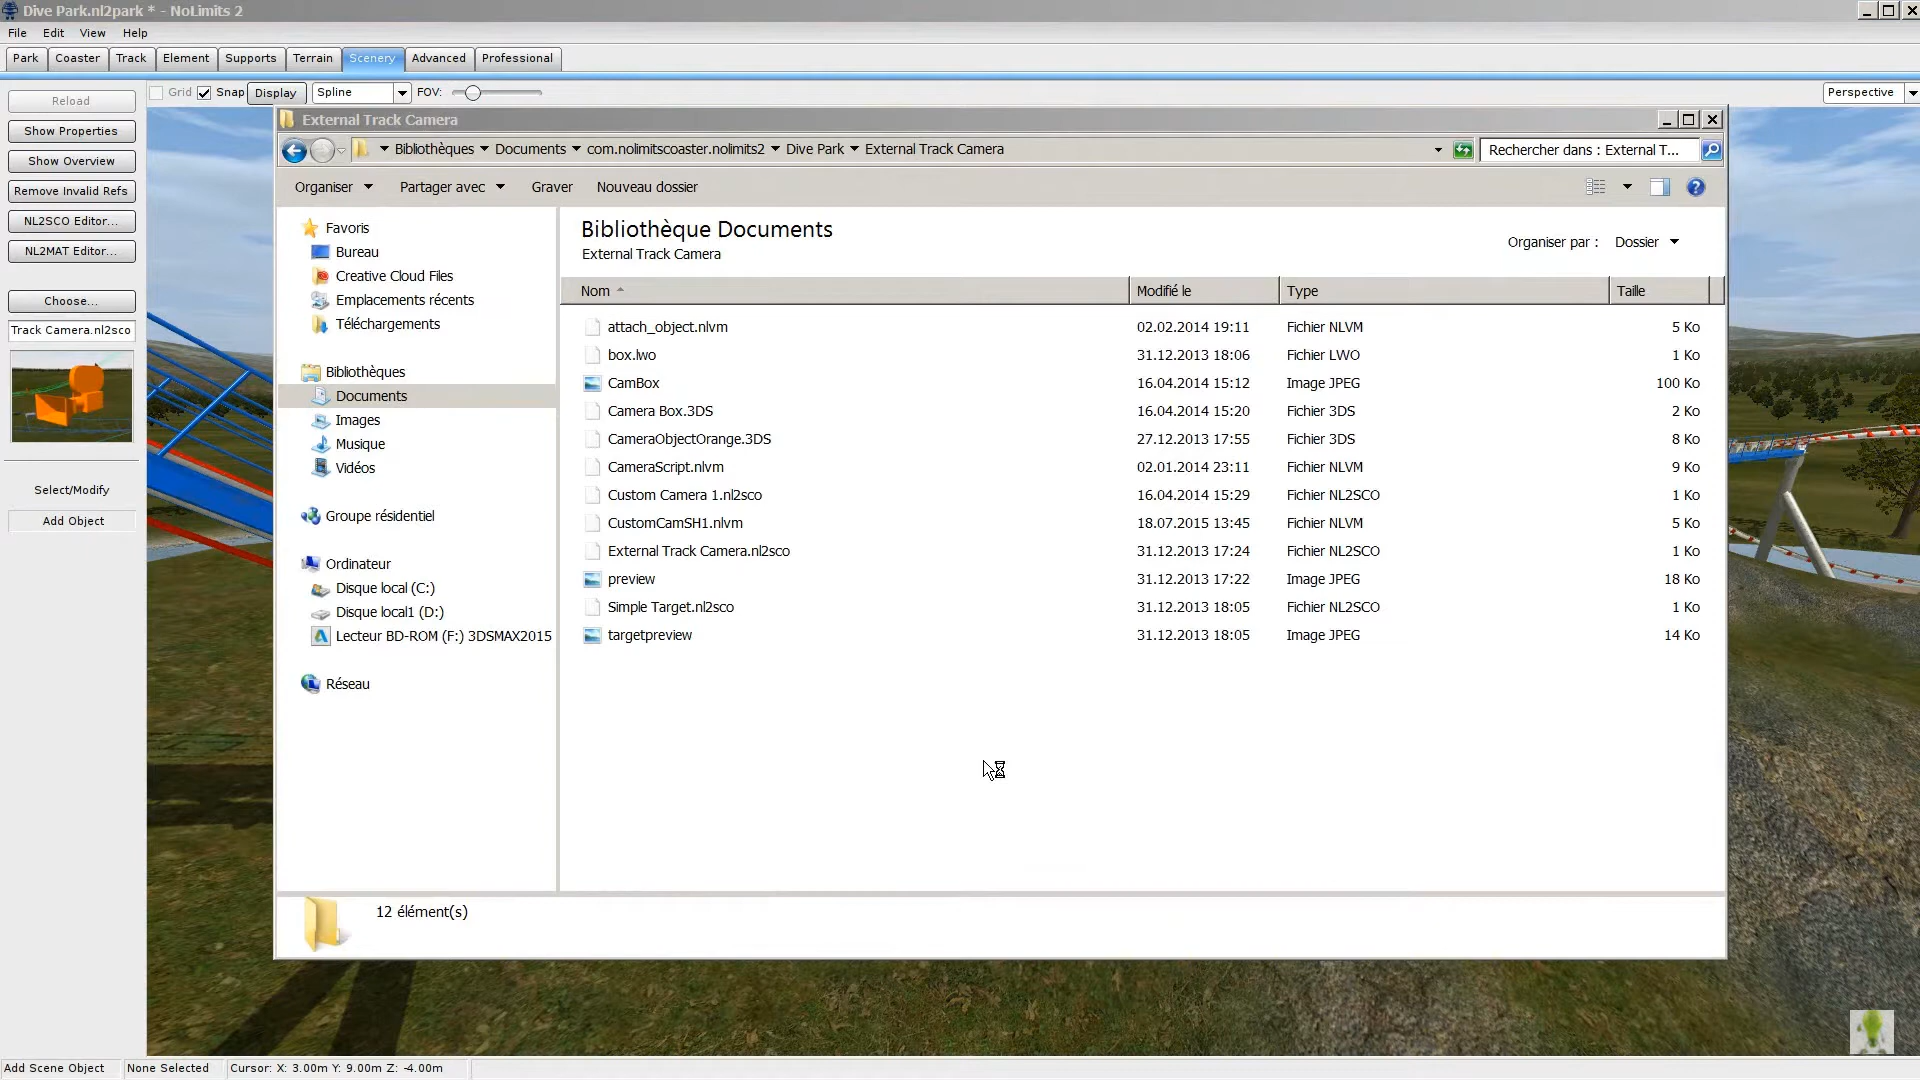 Dive Park.nl2park * - NoLimits 2
File Edit View Help
Park Coaster Track Element Supports Terrain Scenery Advanced Professional
Grid Snap Display Spline FOV: Perspective
Reload
Show Properties
Show Overview
Remove Invalid Refs
NL2SCO Editor...
NL2MAT Editor...
Choose...
Track Camera.nl2sco
Select/Modify
Add Object
External Track Camera
Bibliothèques Documents com.nolimitscoaster.nolimits2 Dive Park External Track Camera
Rechercher dans : External T...
Organiser Partager avec Graver Nouveau dossier
Favoris
Bureau
Creative Cloud Files
Emplacements récents
Téléchargements
Bibliothèques
Documents
Images
Musique
Vidéos
Groupe résidentiel
Ordinateur
Disque local (C:)
Disque local1 (D:)
Lecteur BD-ROM (F:) 3DSMAX2015
Réseau
Bibliothèque Documents
External Track Camera
Organiser par : Dossier
Nom Modifié le Type Taille
attach_object.nlvm 02.02.2014 19:11 Fichier NLVM 5 Ko
box.lwo 31.12.2013 18:06 Fichier LWO 1 Ko
CamBox 16.04.2014 15:12 Image JPEG 100 Ko
Camera Box.3DS 16.04.2014 15:20 Fichier 3DS 2 Ko
CameraObjectOrange.3DS 27.12.2013 17:55 Fichier 3DS 8 Ko
CameraScript.nlvm 02.01.2014 23:11 Fichier NLVM 9 Ko
Custom Camera 1.nl2sco 16.04.2014 15:29 Fichier NL2SCO 1 Ko
CustomCamSH1.nlvm 18.07.2015 13:45 Fichier NLVM 5 Ko
External Track Camera.nl2sco 31.12.2013 17:24 Fichier NL2SCO 1 Ko
preview 31.12.2013 17:22 Image JPEG 18 Ko
Simple Target.nl2sco 31.12.2013 18:05 Fichier NL2SCO 1 Ko
targetpreview 31.12.2013 18:05 Image JPEG 14 Ko
12 élément(s)
Add Scene Object None Selected Cursor: X: 3.00m Y: 9.00m Z: -4.00m